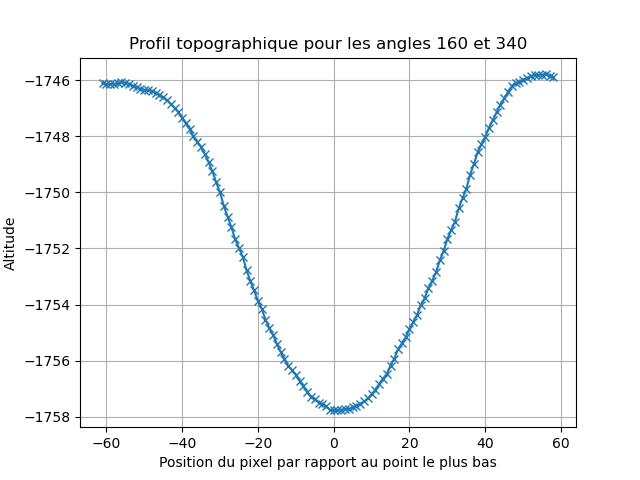 Profil topographique pour les angles 160 et 340
Altitude
−1746
−1748
−1750
−1752
−1754
−1756
−1758
−60 −40 −20 0 20 40 60
Position du pixel par rapport au point le plus bas